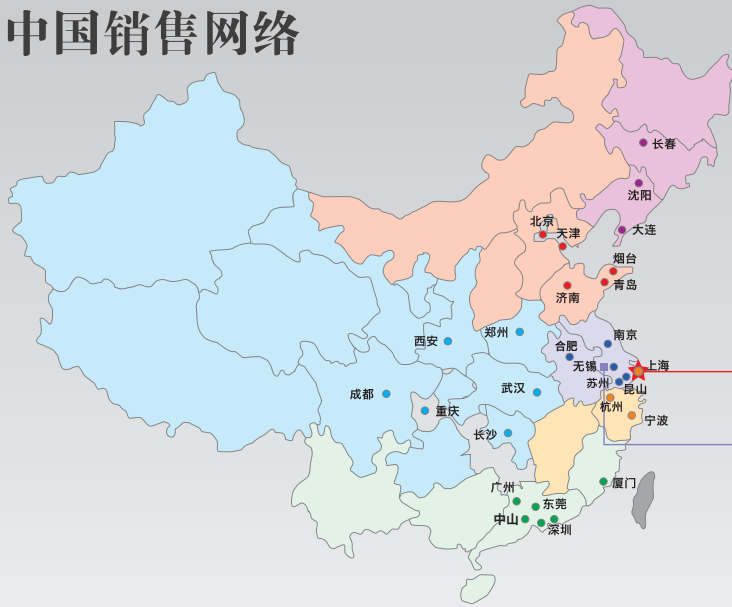 中国销售网络
长春
沈阳
北京
大连
天津
烟台
青岛
济南
郑州
南京
西安
合肥
上海
无锡
苏州
昆山
武汉
成都
杭州
重庆
宁波
长沙
厦门
广州
东莞
中山
深圳